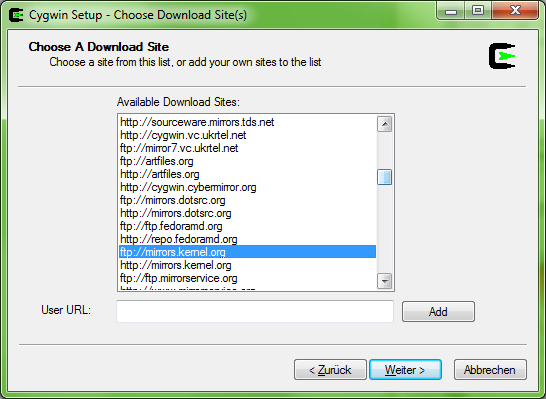 Cygwin Setup - Choose Download Site(s)
Choose A Download Site
Choose a site from this list, or add your own sites to the list
Available Download Sites:
http://sourceware.mirrors.tds.net
http://cygwin.vc.ukrtel.net
ftp://mirror7.vc.ukrtel.net
ftp://artfiles.org
http://artfiles.org
http://cygwin.cybermirror.org
ftp://mirrors.dotsrc.org
http://mirrors.dotsrc.org
ftp://ftp.fedoramd.org
http://repo.fedoramd.org
ftp://mirrors.kernel.org
http://mirrors.kernel.org
ftp://ftp.mirrorservice.org
http://www.mirrorservice.org
User URL:
Add
< Zurück
Weiter >
Abbrechen